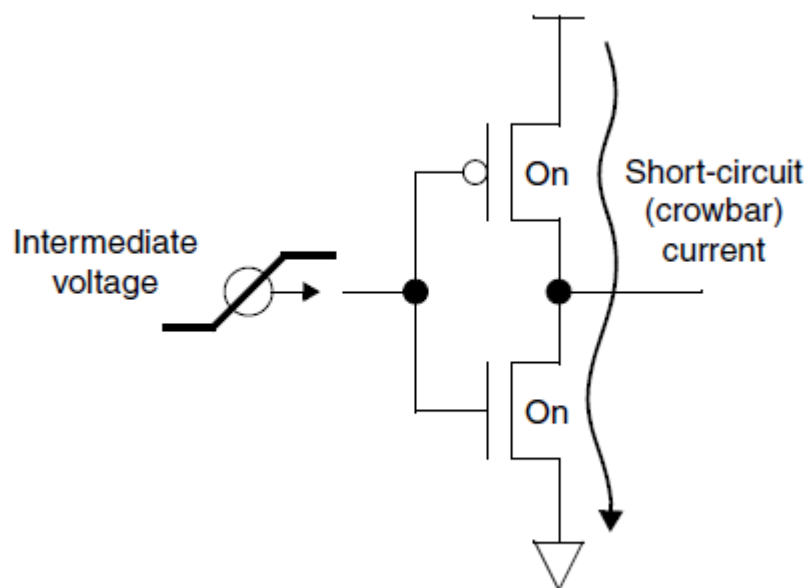 On
Short-circuit
(crowbar)
current
Intermediate
voltage
On